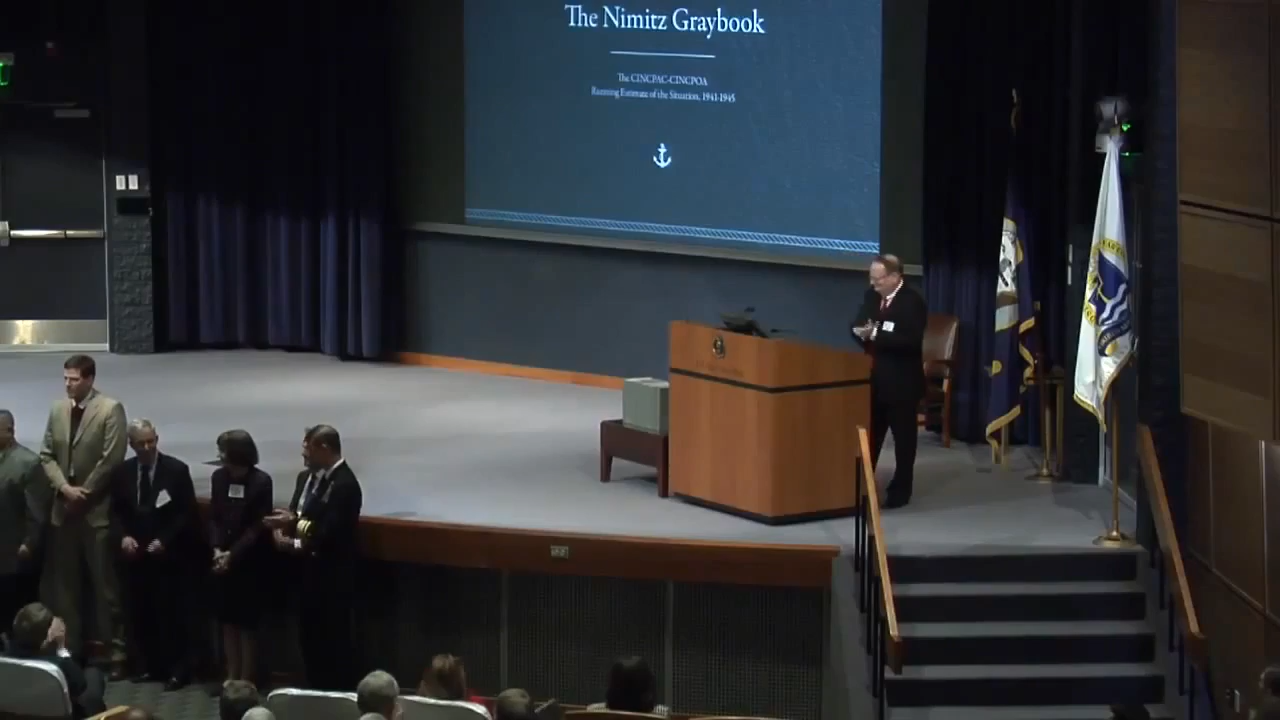 The Nimitz Graybook
The CINCPAC-CINCPOA
Running Estimate of the Situation, 1941-1945